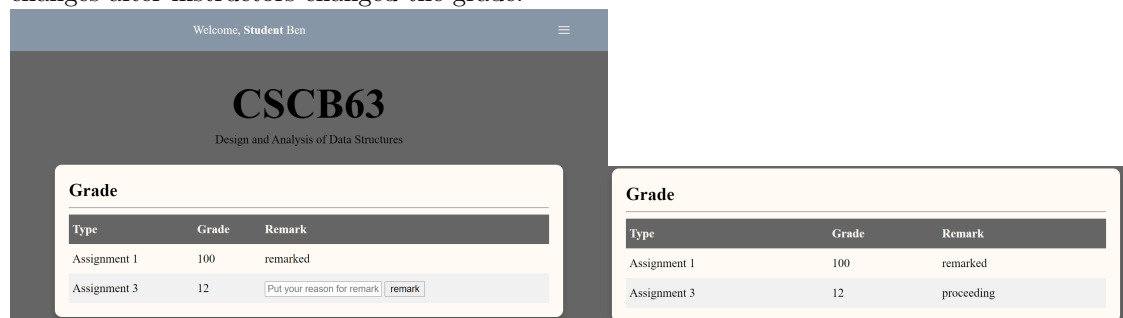 changes after instructors changed the grade.
Welcome, Student Ben
CSCB63
Design and Analysis of Data Structures
Grade
Type Grade Remark
Assignment 1 100 remarked
Assignment 3 12 Put your reason for remark remark
Grade
Type Grade Remark
Assignment 1 100 remarked
Assignment 3 12 proceeding